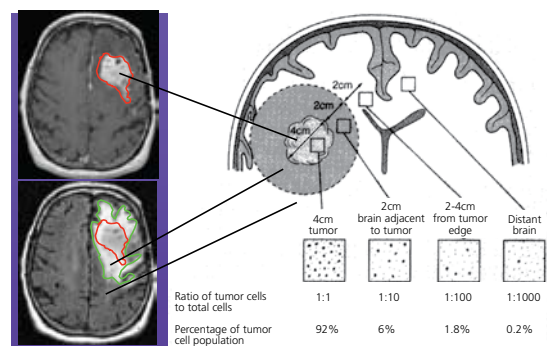 2cm
2cm
4cm
4cm
tumor
2cm
brain adjacent
to tumor
2-4cm
from tumor
edge
Distant
brain
Ratio of tumor cells
to total cells
1:1
1:10
1:100
1:1000
Percentage of tumor
cell population
92%
6%
1.8%
0.2%